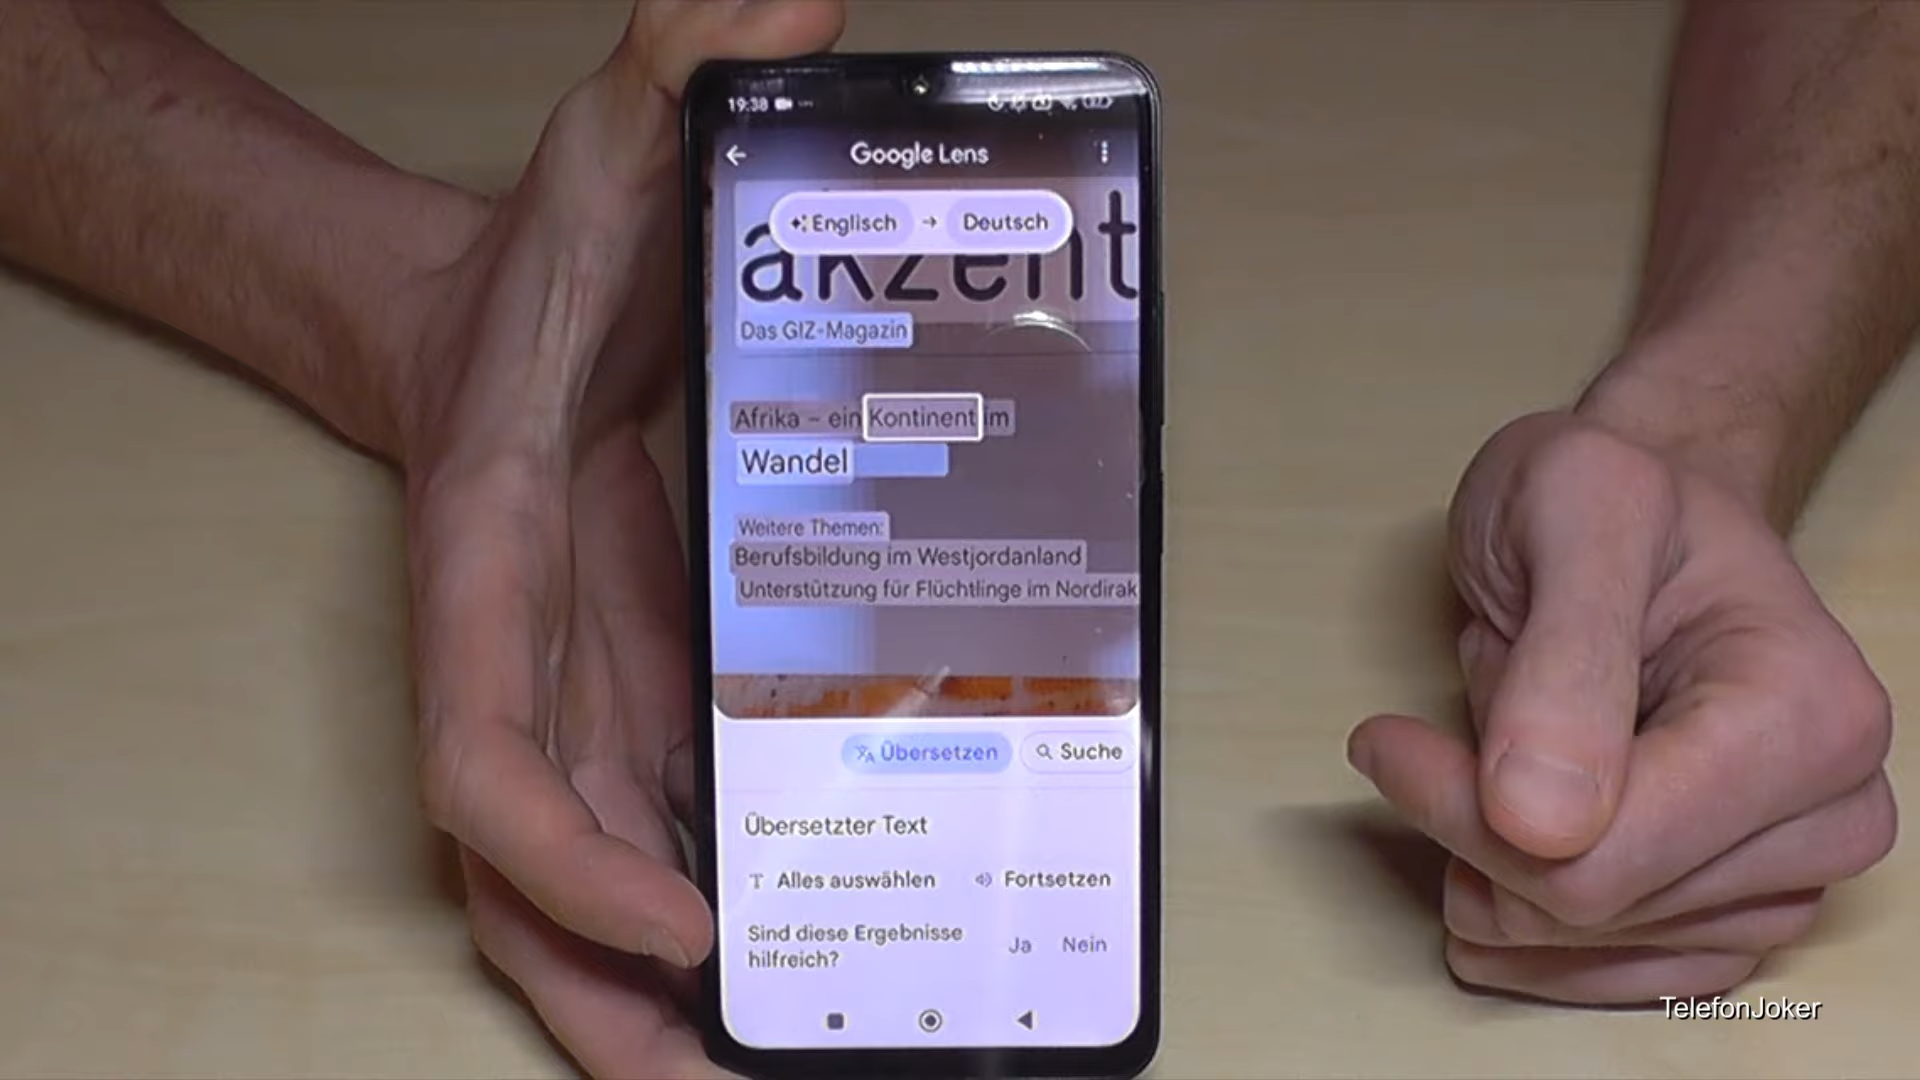 19:38
Google Lens
Englisch → Deutsch
akzent
Das GIZ-Magazin
Afrika – ein Kontinent im
Wandel
Weitere Themen:
Berufsbildung im Westjordanland
Unterstützung für Flüchtlinge im Nordirak
Übersetzen
Suche
Übersetzter Text
Alles auswählen
Fortsetzen
Sind diese Ergebnisse
hilfreich?
Ja Nein
TelefonJoker